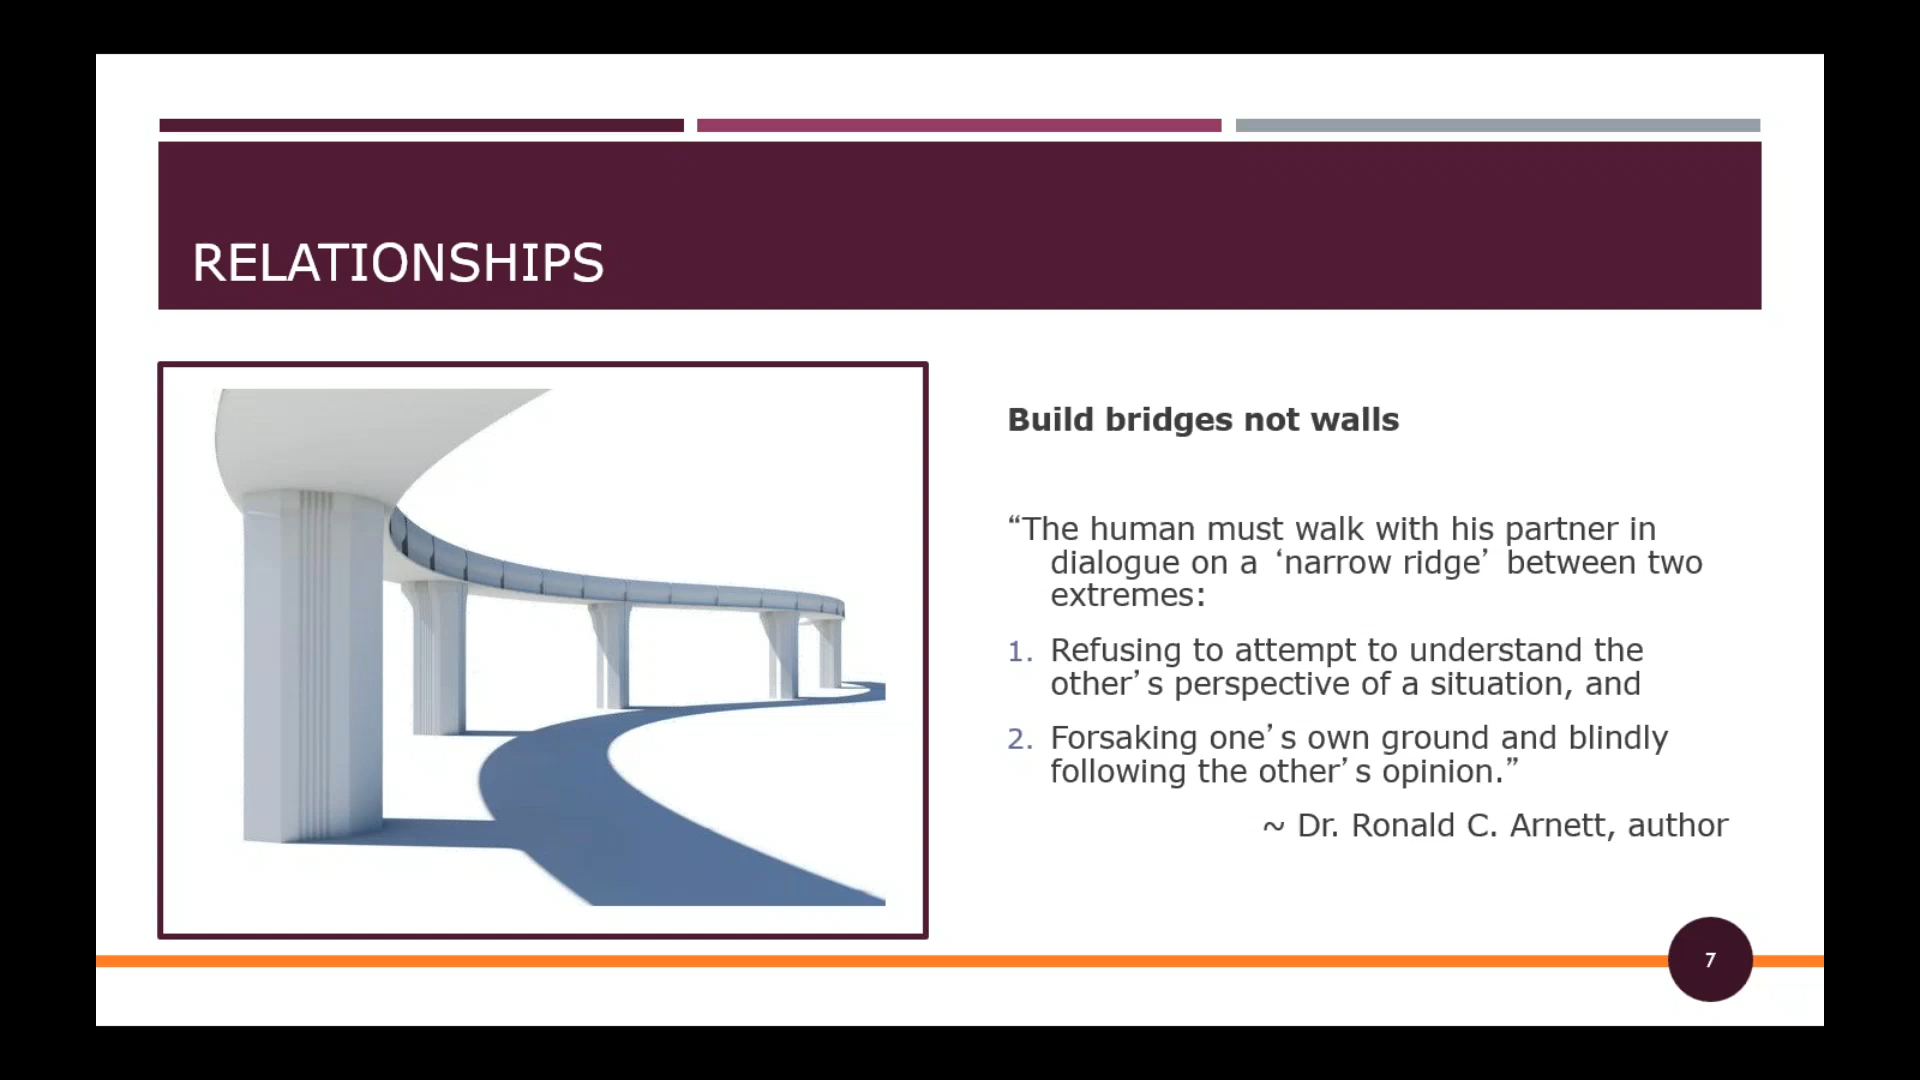 RELATIONSHIPS
Build bridges not walls
“The human must walk with his partner in
dialogue on a ‘narrow ridge’ between two
extremes:
1. Refusing to attempt to understand the
other’s perspective of a situation, and
2. Forsaking one’s own ground and blindly
following the other’s opinion.”
~ Dr. Ronald C. Arnett, author
7